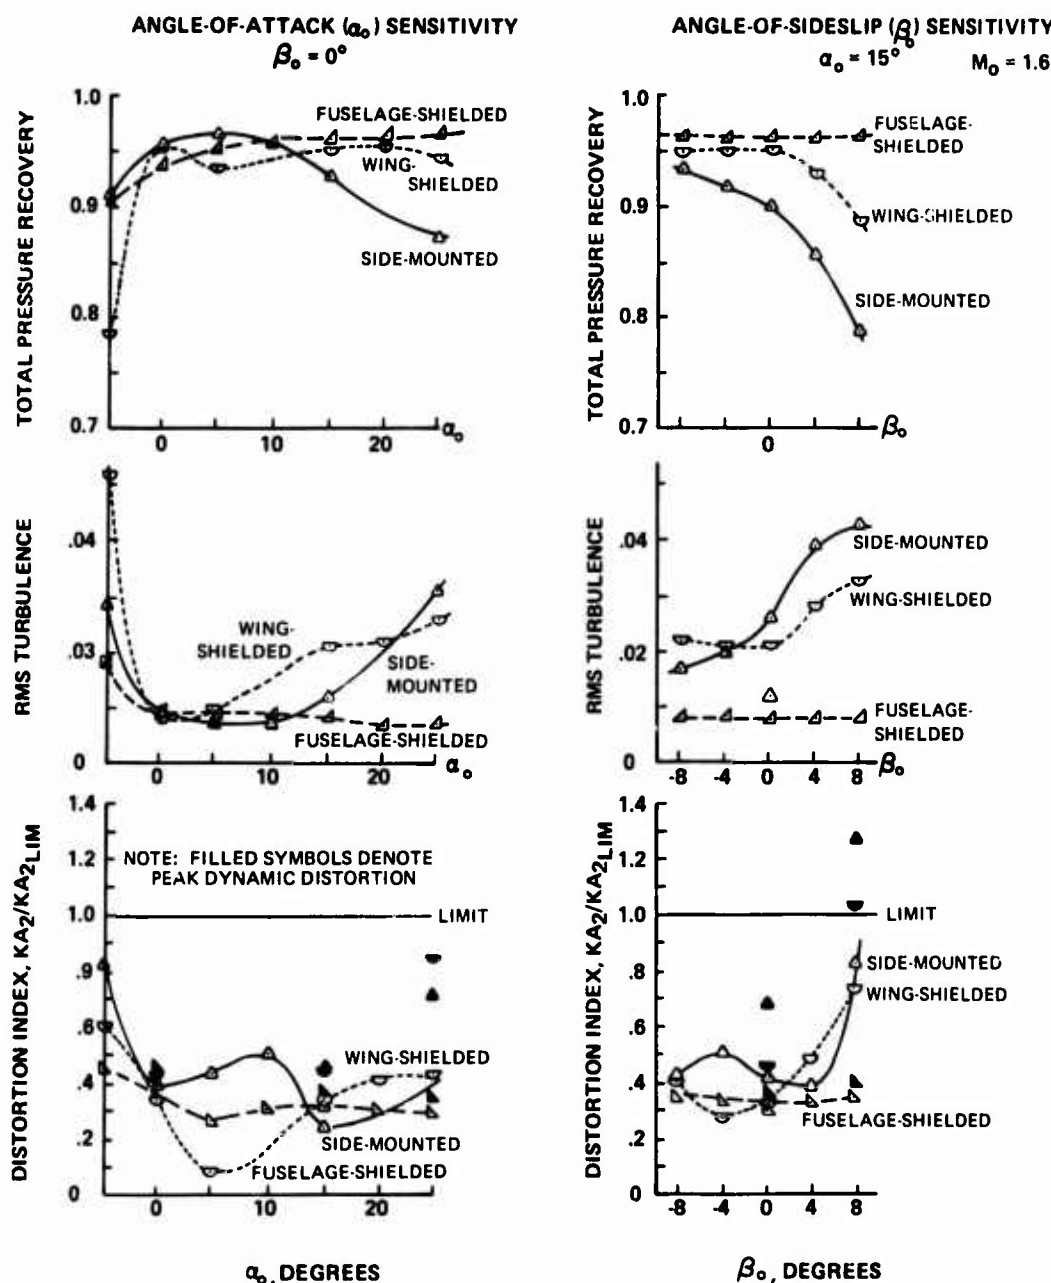 ANGLE-OF-ATTACK (α₀) SENSITIVITY
β₀ = 0°
ANGLE-OF-SIDESLIP (β₀) SENSITIVITY
α₀ = 15°
M₀ = 1.6
TOTAL PRESSURE RECOVERY
1.0
0.9
0.8
0.7
FUSELAGE-SHIELDED
WING-
SHIELDED
SIDE-MOUNTED
0 10 20 α₀
TOTAL PRESSURE RECOVERY
1.0
0.9
0.8
0.7
FUSELAGE-
SHIELDED
WING-SHIELDED
SIDE-MOUNTED
0 β₀
RMS TURBULENCE
.04
.03
0
WING-
SHIELDED
SIDE-
MOUNTED
FUSELAGE-SHIELDED
0 10 20 α₀
RMS TURBULENCE
.04
.02
0
SIDE-MOUNTED
WING-SHIELDED
FUSELAGE-
SHIELDED
-8 -4 0 4 8 β₀
DISTORTION INDEX, KA₂/KA₂LIM
1.4
1.2
1.0
.9
.6
.4
.2
0
NOTE: FILLED SYMBOLS DENOTE
PEAK DYNAMIC DISTORTION
LIMIT
WING-SHIELDED
SIDE-MOUNTED
FUSELAGE-SHIELDED
0 10 20
α₀, DEGREES
DISTORTION INDEX, KA₂/KA₂LIM
1.4
1.2
1.0
.8
.6
.4
.2
0
LIMIT
SIDE-MOUNTED
WING-SHIELDED
FUSELAGE-SHIELDED
-8 -4 0 4 8
β₀, DEGREES